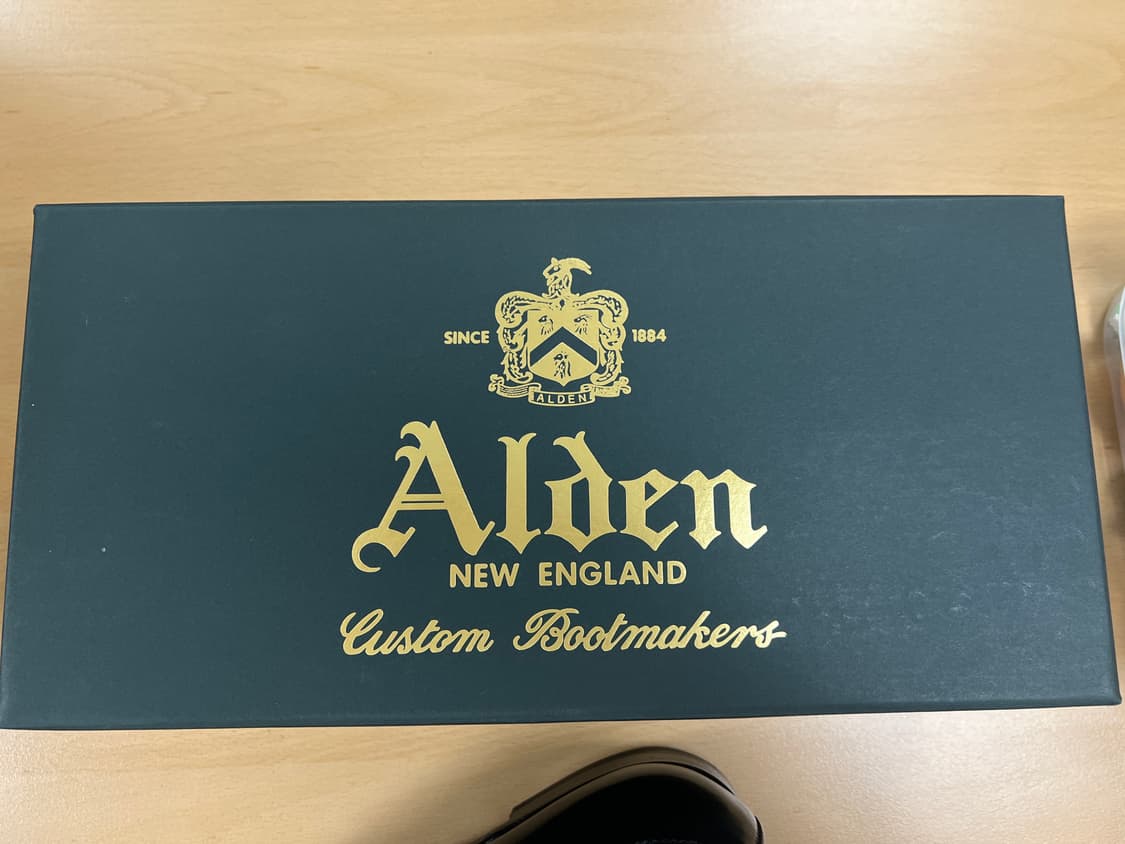 SINCE 1884
ALDEN
Alden
NEW ENGLAND
Custom Bootmakers